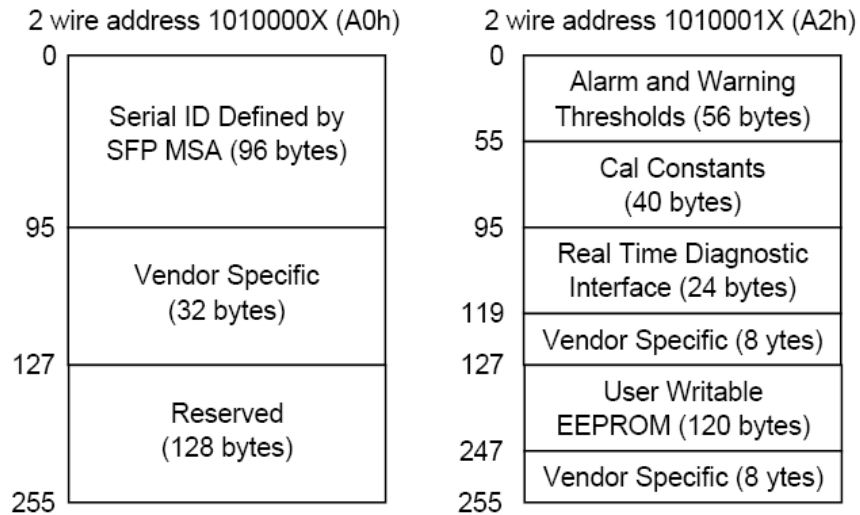 2 wire address 1010000X (A0h)
0
Serial ID Defined by
SFP MSA (96 bytes)
95
Vendor Specific
(32 bytes)
127
Reserved
(128 bytes)
255
2 wire address 1010001X (A2h)
0
Alarm and Warning
Thresholds (56 bytes)
55
Cal Constants
(40 bytes)
95
Real Time Diagnostic
Interface (24 bytes)
119
Vendor Specific (8 ytes)
127
User Writable
EEPROM (120 bytes)
247
Vendor Specific (8 ytes)
255